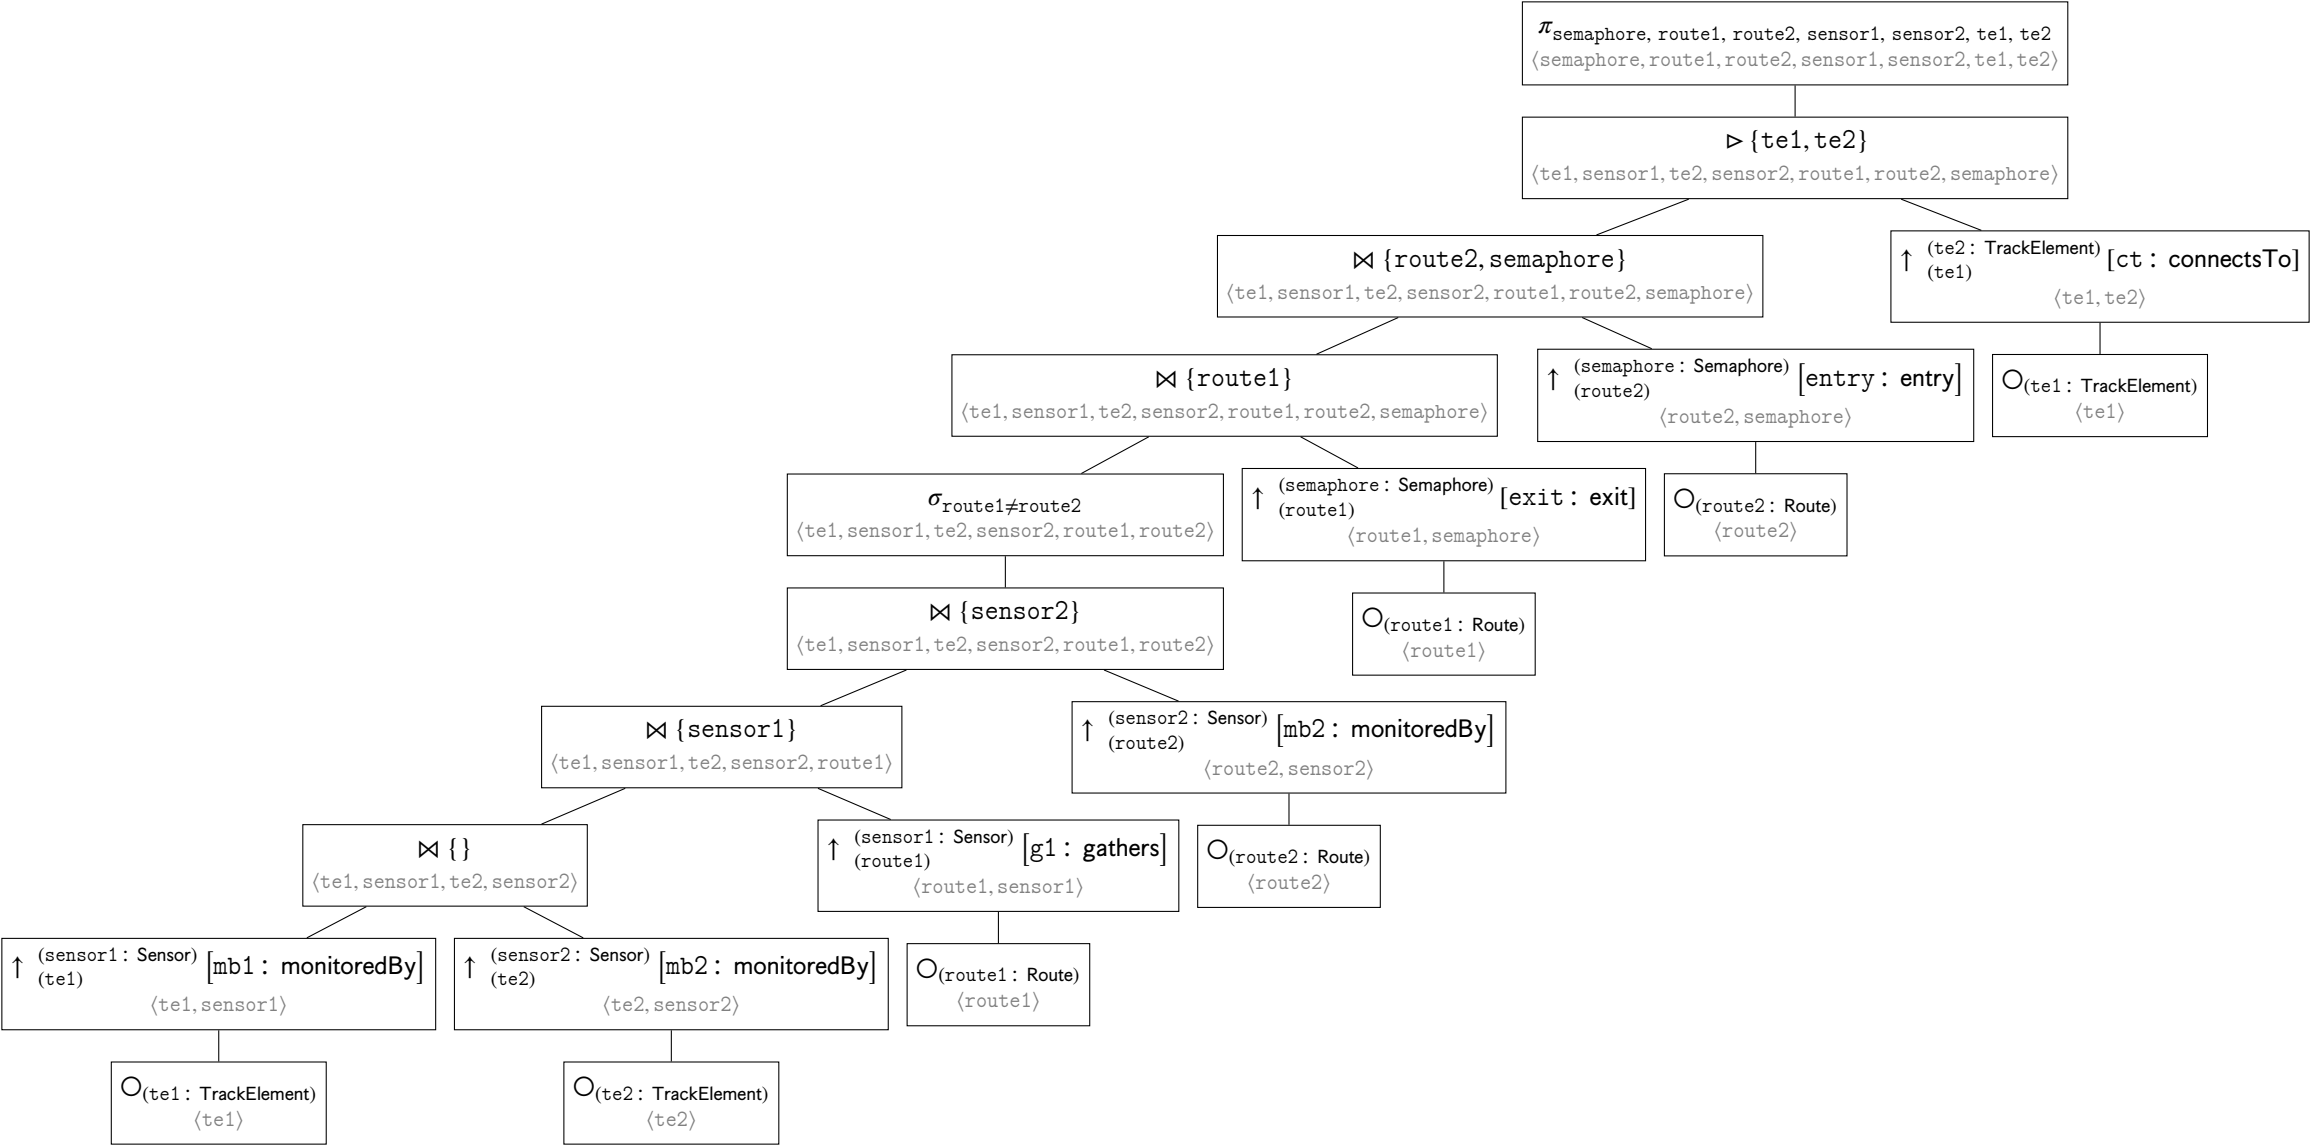 π semaphore, route1, route2, sensor1, sensor2, te1, te2
⟨semaphore, route1, route2, sensor1, sensor2, te1, te2⟩
▷ {te1, te2}
⟨te1, sensor1, te2, sensor2, route1, route2, semaphore⟩
⋈ {route2, semaphore}
⟨te1, sensor1, te2, sensor2, route1, route2, semaphore⟩
↑ (te2: TrackElement) (te1) [ct: connectsTo]
⟨te1, te2⟩
⋈ {route1}
⟨te1, sensor1, te2, sensor2, route1, route2, semaphore⟩
↑ (semaphore: Semaphore) (route2) [entry: entry]
⟨route2, semaphore⟩
○(te1: TrackElement)
⟨te1⟩
σ route1≠route2
⟨te1, sensor1, te2, sensor2, route1, route2⟩
↑ (semaphore: Semaphore) (route1) [exit: exit]
⟨route1, semaphore⟩
○(route2: Route)
⟨route2⟩
⋈ {sensor2}
⟨te1, sensor1, te2, sensor2, route1, route2⟩
○(route1: Route)
⟨route1⟩
⋈ {sensor1}
⟨te1, sensor1, te2, sensor2, route1⟩
↑ (sensor2: Sensor) (route2) [mb2: monitoredBy]
⟨route2, sensor2⟩
⋈ {}
⟨te1, sensor1, te2, sensor2⟩
↑ (sensor1: Sensor) (route1) [g1: gathers]
⟨route1, sensor1⟩
○(route2: Route)
⟨route2⟩
↑ (sensor1: Sensor) (te1) [mb1: monitoredBy]
⟨te1, sensor1⟩
↑ (sensor2: Sensor) (te2) [mb2: monitoredBy]
⟨te2, sensor2⟩
○(route1: Route)
⟨route1⟩
○(te1: TrackElement)
⟨te1⟩
○(te2: TrackElement)
⟨te2⟩